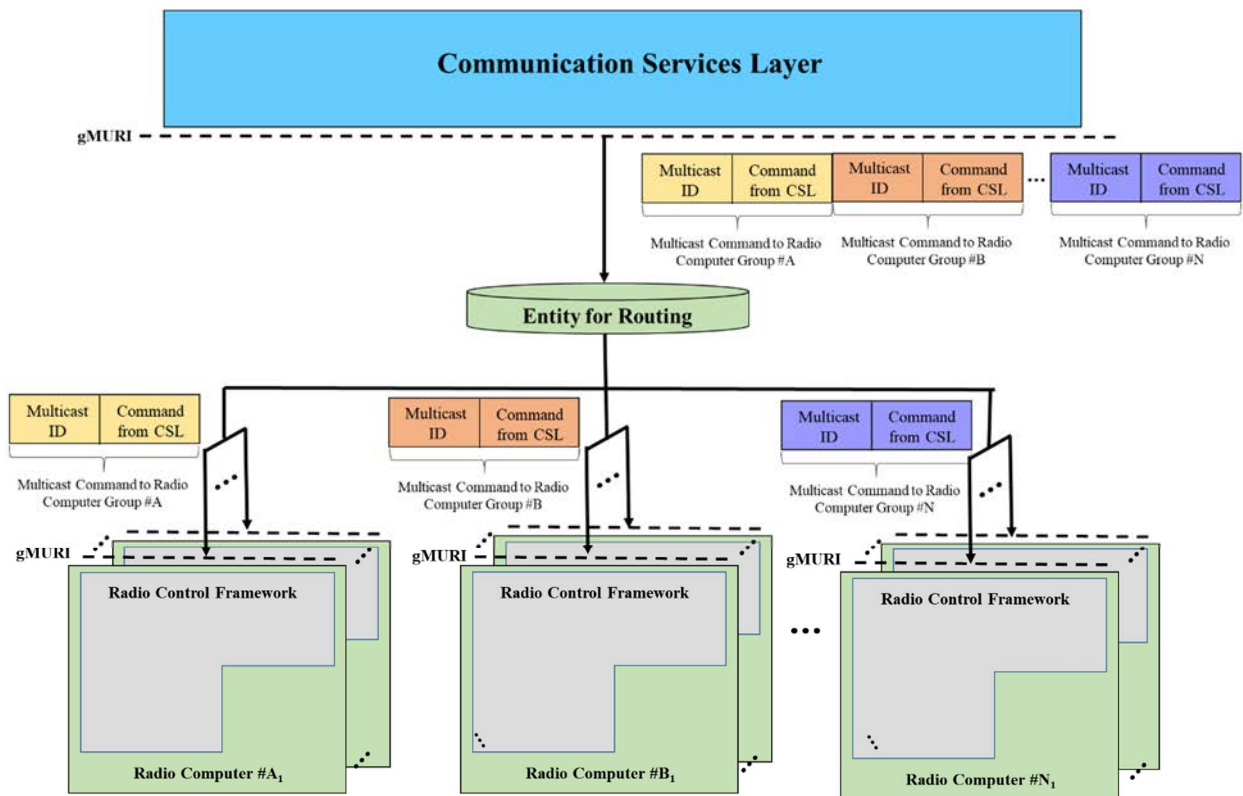 Communication Services Layer
gMURI
Multicast ID
Command from CSL
Multicast ID
Command from CSL
...
Multicast ID
Command from CSL
Multicast Command to Radio
Computer Group #A
Multicast Command to Radio
Computer Group #B
Multicast Command to Radio
Computer Group #N
Entity for Routing
Multicast ID
Command from CSL
Multicast Command to Radio
Computer Group #A
Multicast ID
Command from CSL
Multicast Command to Radio
Computer Group #B
Multicast ID
Command from CSL
Multicast Command to Radio
Computer Group #N
gMURI
Radio Control Framework
Radio Computer #A₁
gMURI
Radio Control Framework
Radio Computer #B₁
...
gMURI
Radio Control Framework
Radio Computer #N₁